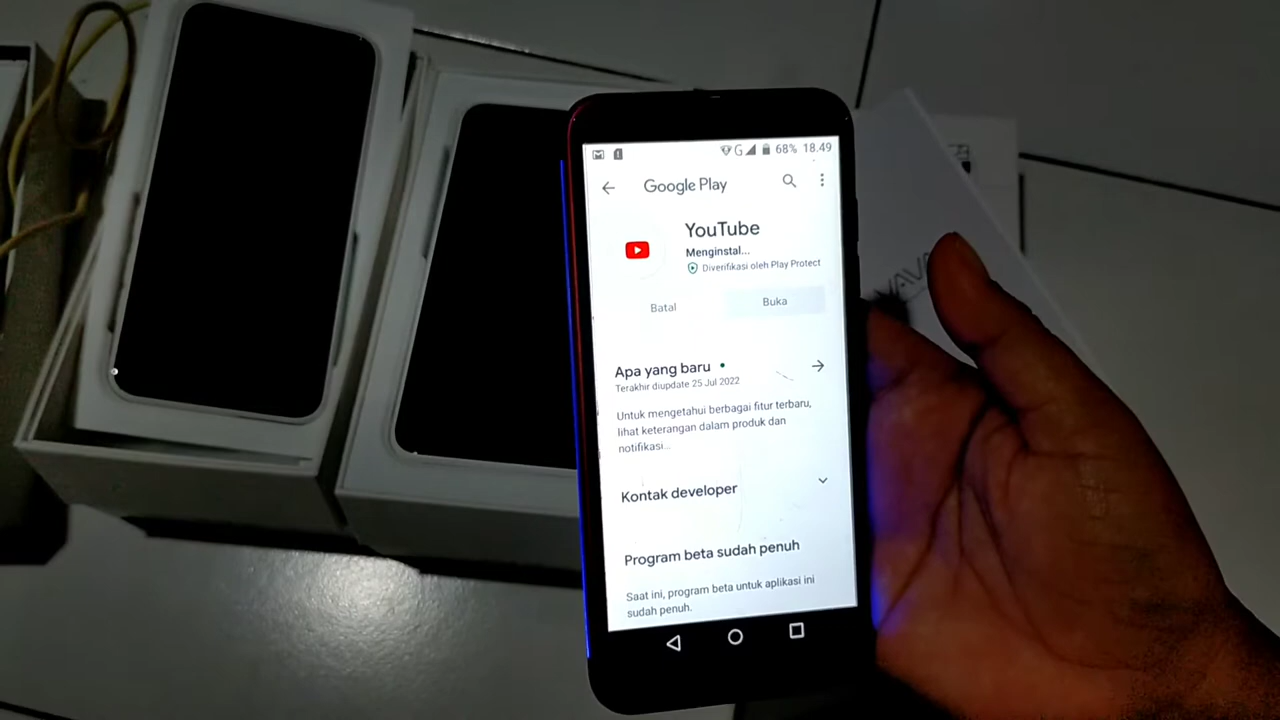 G 68% 18.49
Google Play
YouTube
Menginstal...
Diverifikasi oleh Play Protect
Batal Buka
Apa yang baru
Terakhir diupdate 25 Jul 2022
Untuk mengetahui berbagai fitur terbaru,
lihat keterangan dalam produk dan
notifikasi...
Kontak developer
Program beta sudah penuh
Saat ini, program beta untuk aplikasi ini
sudah penuh.